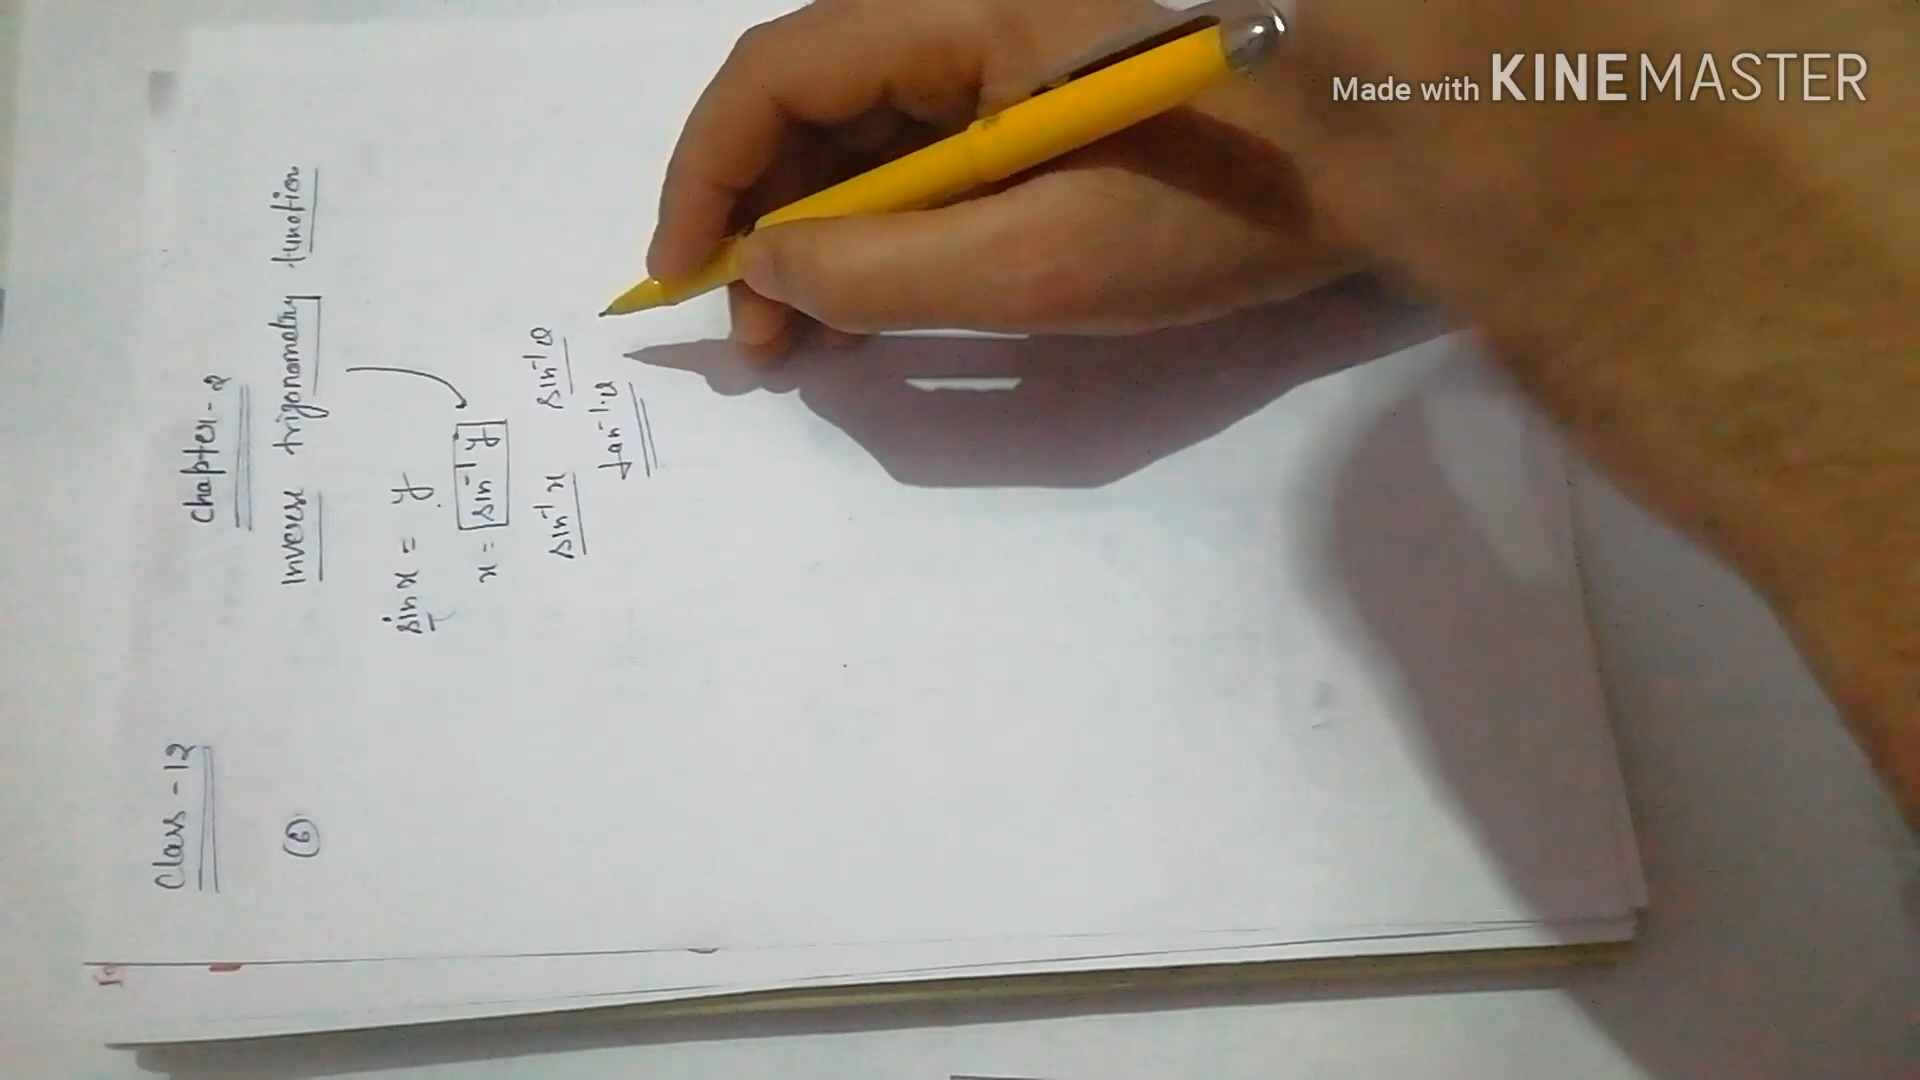 Made with KINEMASTER
Class - 12
Chapter - 2
(6)
Inverse trigonometry function
sin x = y
x = sin⁻¹ y
sin⁻¹ x sin⁻¹ θ
tan⁻¹ θ